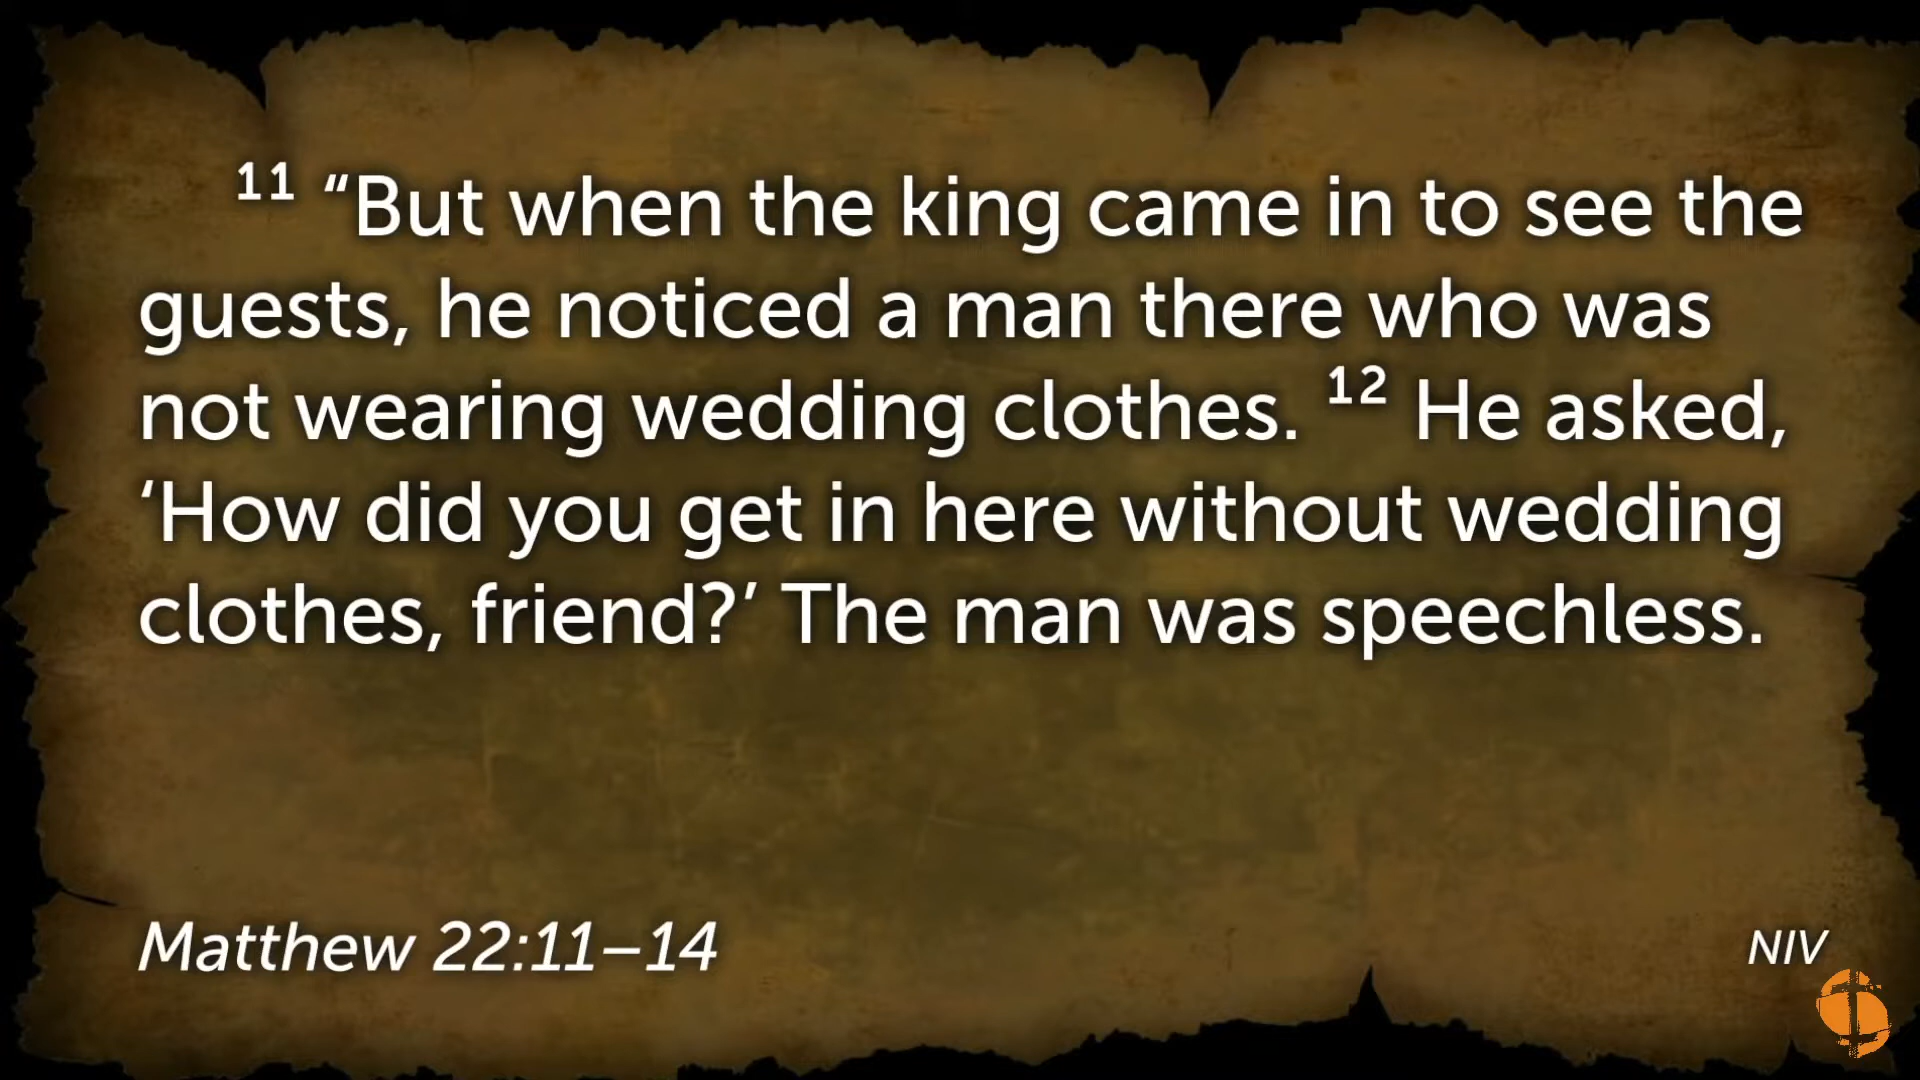 11 “But when the king came in to see the
guests, he noticed a man there who was
not wearing wedding clothes. 12 He asked,
‘How did you get in here without wedding
clothes, friend?’ The man was speechless.
Matthew 22:11–14
NIV